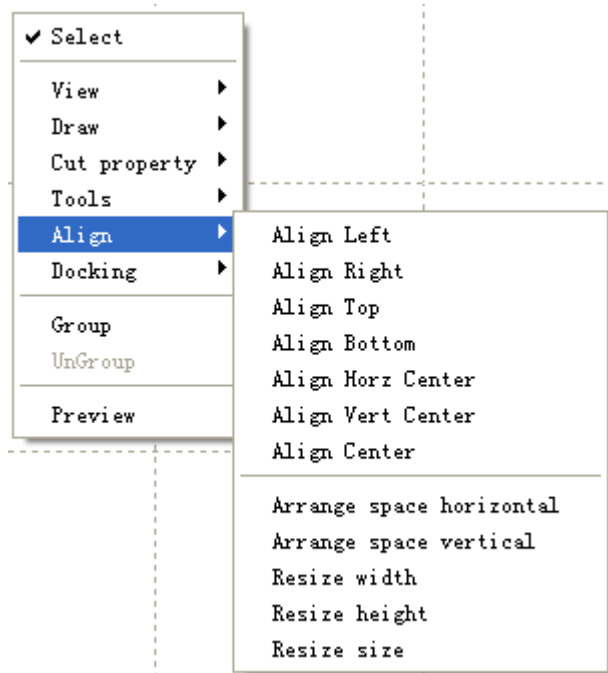 Select
View
Draw
Cut property
Tools
Align
Docking
Group
UnGroup
Preview
Align Left
Align Right
Align Top
Align Bottom
Align Horz Center
Align Vert Center
Align Center
Arrange space horizontal
Arrange space vertical
Resize width
Resize height
Resize size